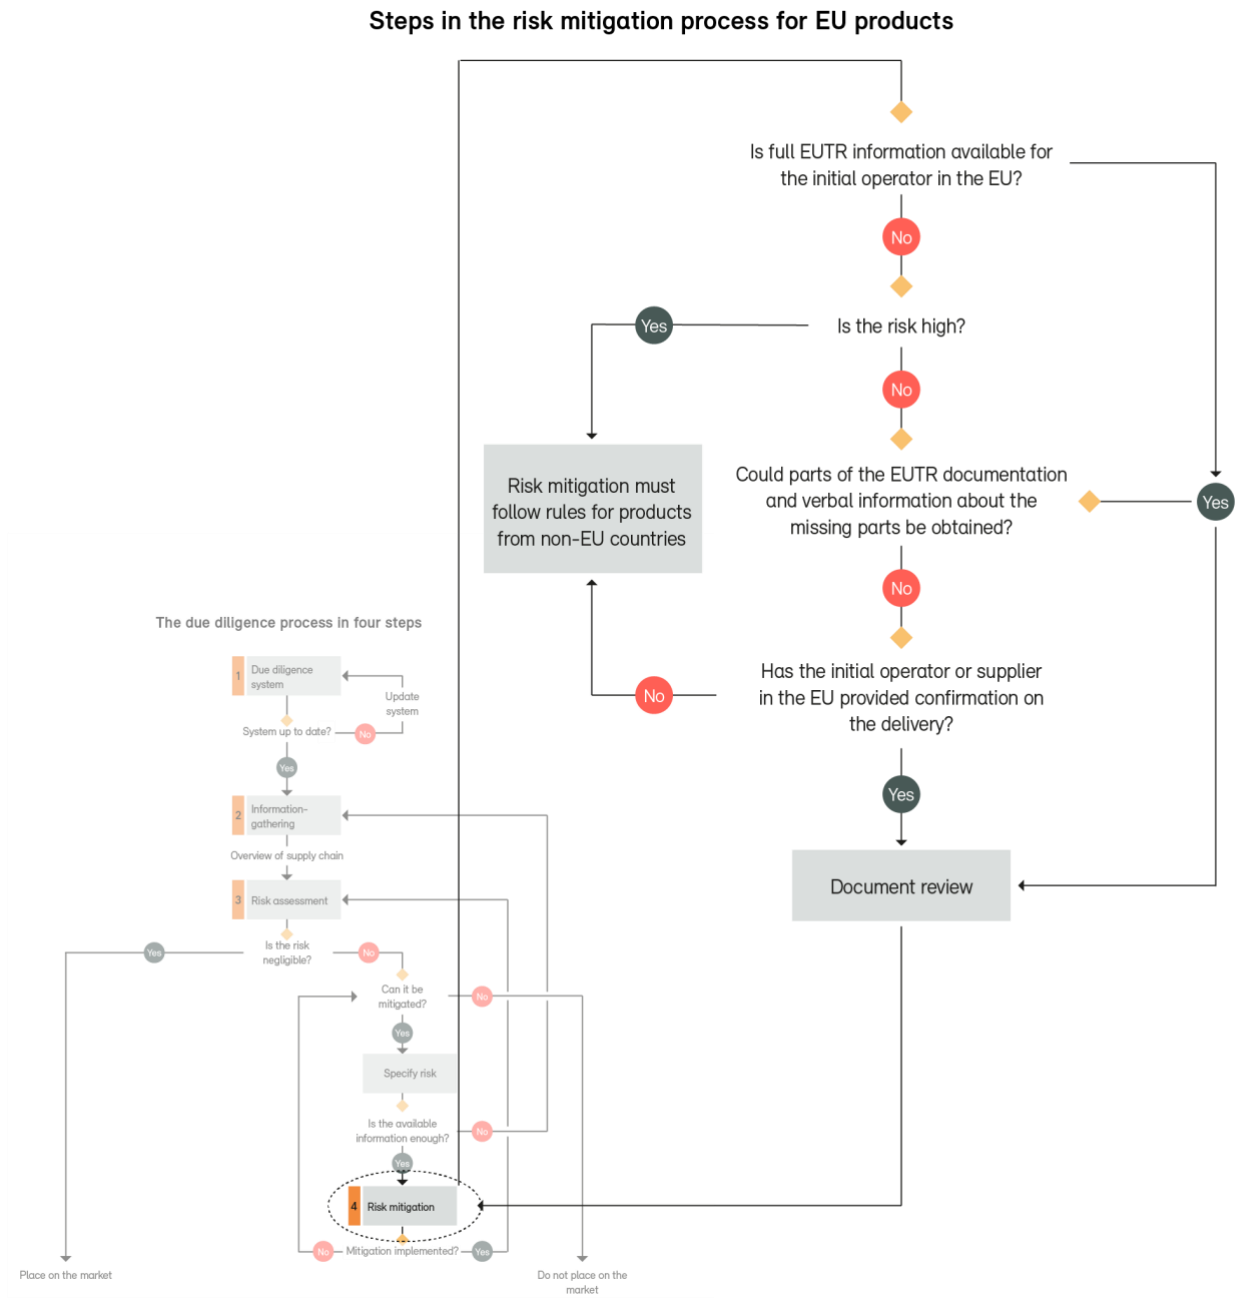 Steps in the risk mitigation process for EU products
Is full EUTR information available for
the initial operator in the EU?
No
Yes
Is the risk high?
No
Could parts of the EUTR documentation
and verbal information about the
missing parts be obtained?
Yes
Risk mitigation must
follow rules for products
from non-EU countries
No
Has the initial operator or supplier
in the EU provided confirmation on
the delivery?
No
Yes
Document review
The due diligence process in four steps
1
Due diligence
system
Update
system
System up to date?
No
Yes
2
Information-
gathering
Overview of supply chain
3
Risk assessment
Is the risk
negligible?
Yes
No
Can it be
mitigated?
No
Yes
Specify risk
Is the available
information enough?
No
Yes
4
Risk mitigation
No
Mitigation implemented?
Yes
Place on the market
Do not place on the
market